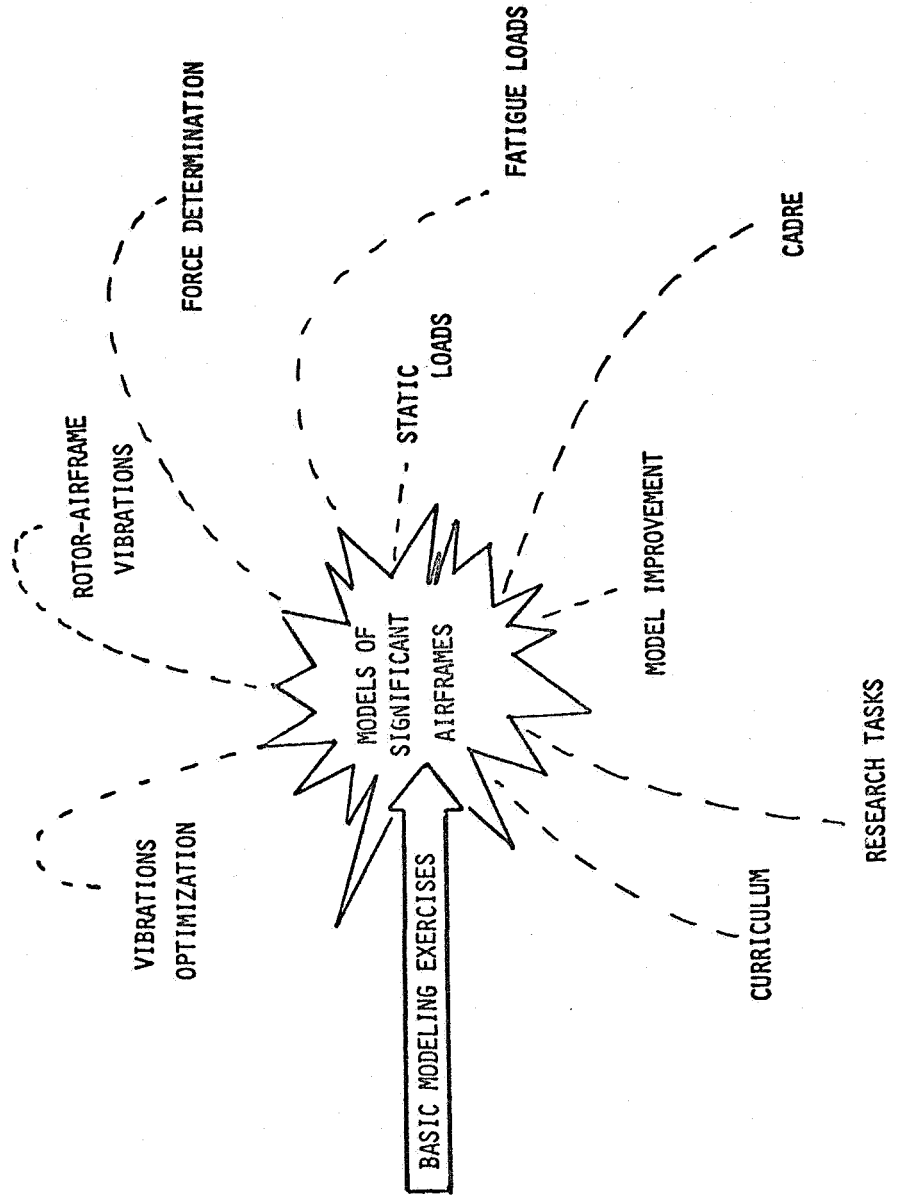 VIBRATIONS
OPTIMIZATION
ROTOR-AIRFRAME
VIBRATIONS
FORCE DETERMINATION
FATIGUE LOADS
STATIC
LOADS
MODELS OF
SIGNIFICANT
AIRFRAMES
BASIC MODELING EXERCISES
CADRE
MODEL IMPROVEMENT
RESEARCH TASKS
CURRICULUM